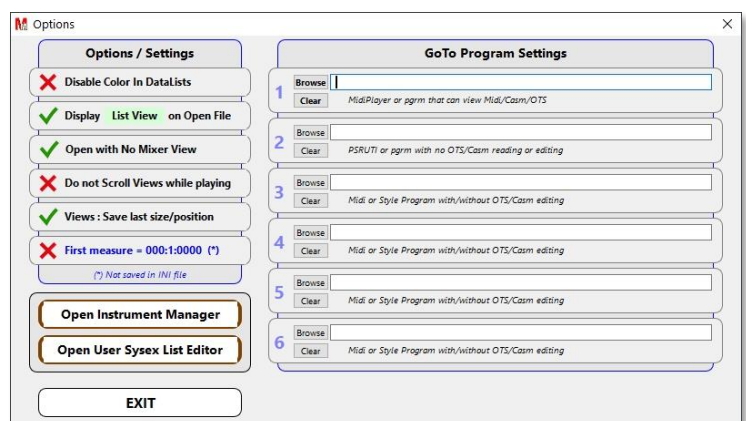 Options
Options / Settings
Disable Color In DataLists
Display List View on Open File
Open with No Mixer View
Do not Scroll Views while playing
Views : Save last size/position
First measure = 000:1:0000 (*)
(*) Not saved in INI file
Open Instrument Manager
Open User Sysex List Editor
EXIT
GoTo Program Settings
1
Browse
Clear MidiPlayer or pgrm that can view Midi/Casm/OTS
2
Browse
Clear PSRUTI or pgrm with no OTS/Casm reading or editing
3
Browse
Clear Midi or Style Program with/without OTS/Casm editing
4
Browse
Clear Midi or Style Program with/without OTS/Casm editing
5
Browse
Clear Midi or Style Program with/without OTS/Casm editing
6
Browse
Clear Midi or Style Program with/without OTS/Casm editing